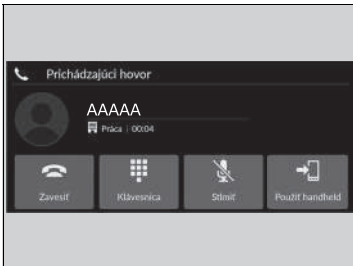 Prichádzajúci hovor
AAAAA
Práca | 00:04
Zavesiť
Klávesnica
Stlmiť
Použiť handheld